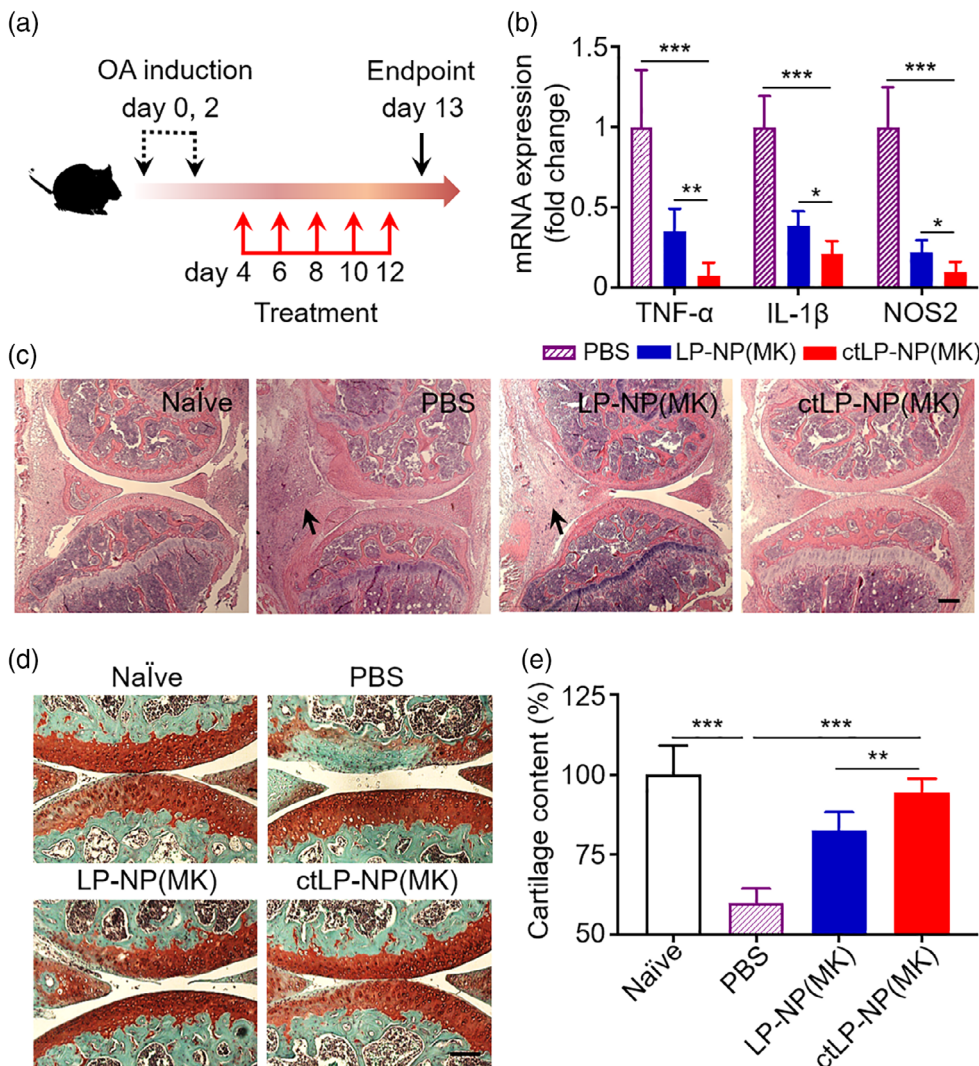 (a)
OA induction
day 0, 2
Endpoint
day 13
day 4 6 8 10 12
Treatment
(b)
mRNA expression
(fold change)
1.5
1
0.5
0
***
**
***
*
***
*
TNF-α IL-1β NOS2
PBS LP-NP(MK) ctLP-NP(MK)
(c)
NaÏve
PBS
LP-NP(MK)
ctLP-NP(MK)
(d)
NaÏve
PBS
LP-NP(MK)
ctLP-NP(MK)
(e)
Cartilage content (%)
125
100
75
50
***
***
**
Naïve
PBS
LP-NP(MK)
ctLP-NP(MK)